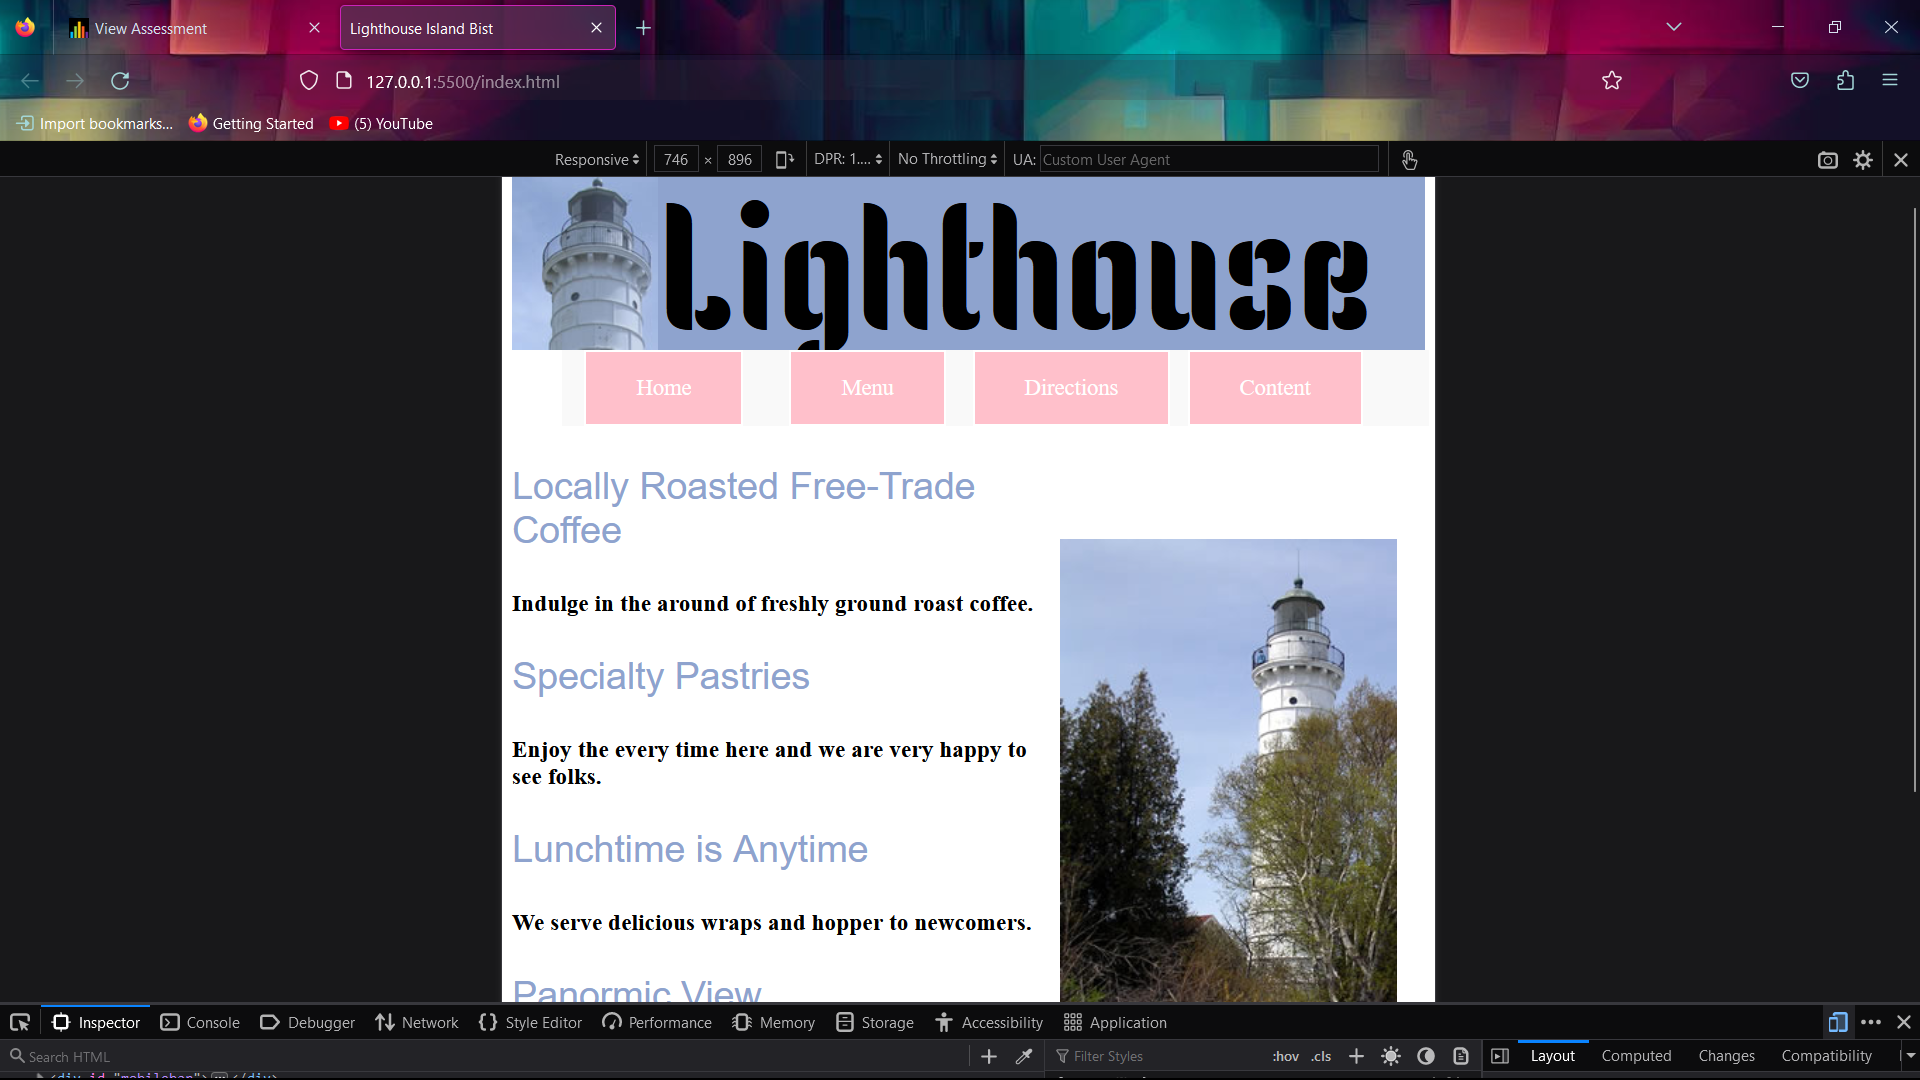 View Assessment
Lighthouse Island Bist
127.0.0.1:5500/index.html
Import bookmarks...
Getting Started
(5) YouTube
Responsive
746 × 896
DPR: 1....
No Throttling
UA: Custom User Agent
Lighthouse
Home
Menu
Directions
Content
Locally Roasted Free-Trade
Coffee
Indulge in the around of freshly ground roast coffee.
Specialty Pastries
Enjoy the every time here and we are very happy to
see folks.
Lunchtime is Anytime
We serve delicious wraps and hopper to newcomers.
Panormic View
Inspector
Console
Debugger
Network
Style Editor
Performance
Memory
Storage
Accessibility
Application
Search HTML
Filter Styles
:hov .cls
Layout
Computed
Changes
Compatibility